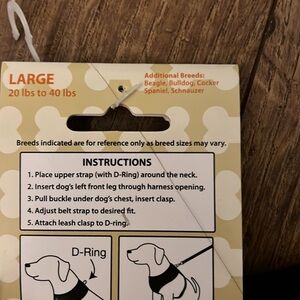 LARGE
20 lbs to 40 lbs
Additional Breeds:
Beagle, Bulldog, Cocker
Spaniel, Schnauzer
Breeds indicated are for reference only as breed sizes may vary.
INSTRUCTIONS
1. Place upper strap (with D-Ring) around the neck.
2. Insert dog's left front leg through harness opening.
3. Pull buckle under dog's chest, insert clasp.
4. Adjust belt strap to desired fit.
5. Attach leash clasp to D-ring.
D-Ring